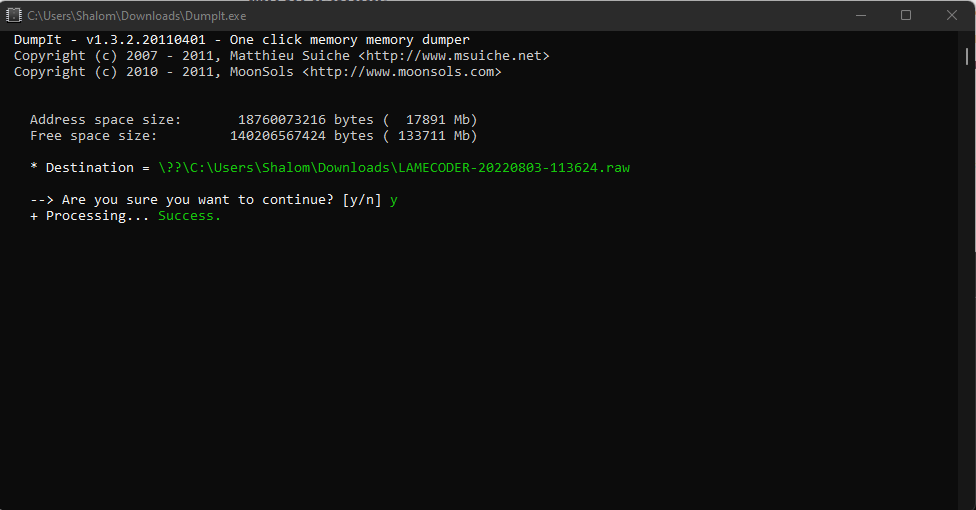 C:\Users\Shalom\Downloads\DumpIt.exe
DumpIt - v1.3.2.20110401 - One click memory memory dumper
Copyright (c) 2007 - 2011, Matthieu Suiche <http://www.msuiche.net>
Copyright (c) 2010 - 2011, MoonSols <http://www.moonsols.com>
Address space size: 18760073216 bytes ( 17891 Mb)
Free space size: 140206567424 bytes ( 133711 Mb)
* Destination = \??\C:\Users\Shalom\Downloads\LAMECODER-20220803-113624.raw
--> Are you sure you want to continue? [y/n] y
+ Processing... Success.